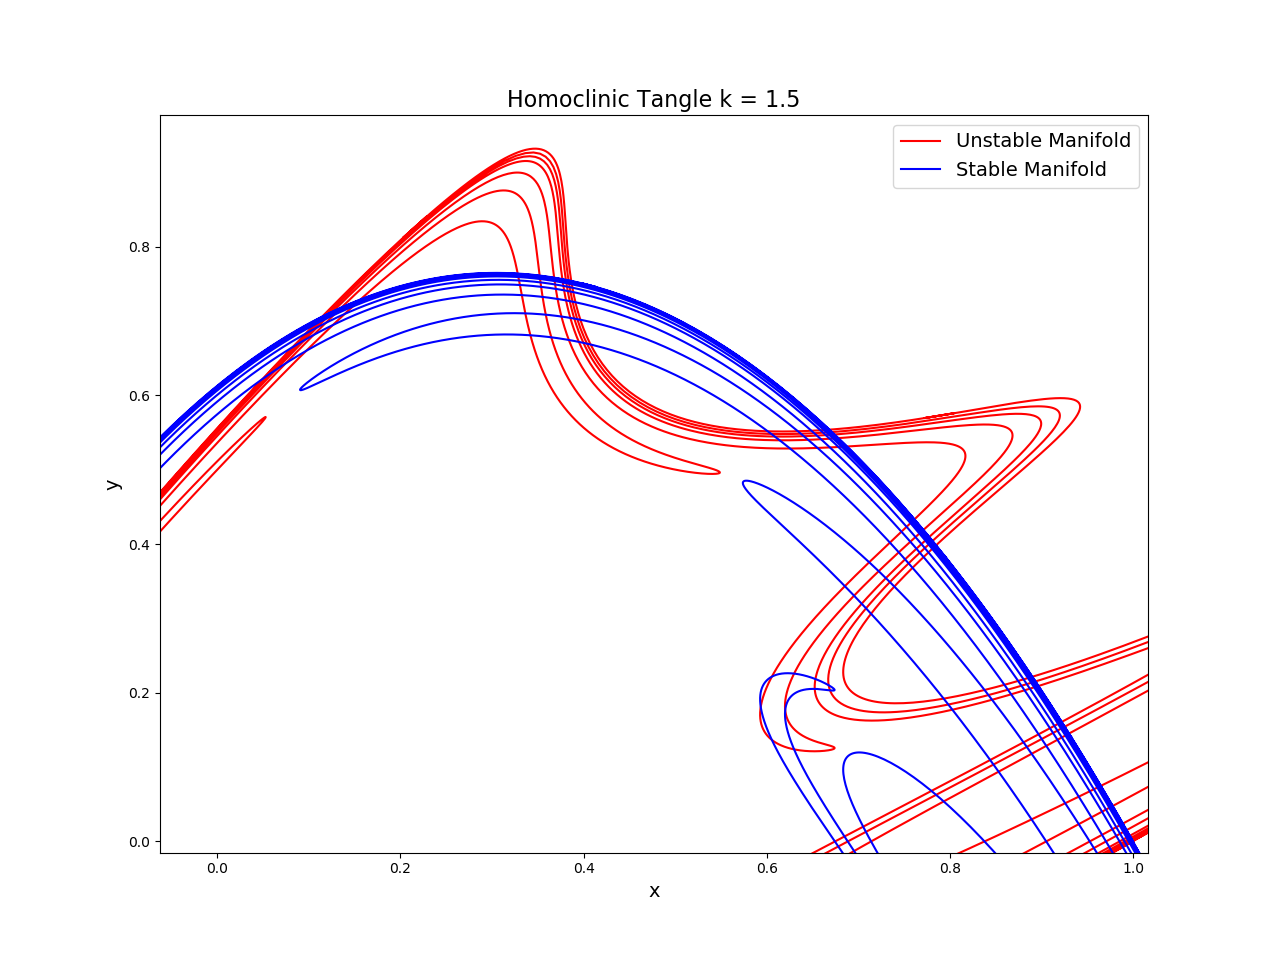 Homoclinic Tangle k = 1.5
Unstable Manifold
Stable Manifold
0.8
0.6
0.4
0.2
0.0
y
0.0 0.2 0.4 0.6 0.8 1.0
x